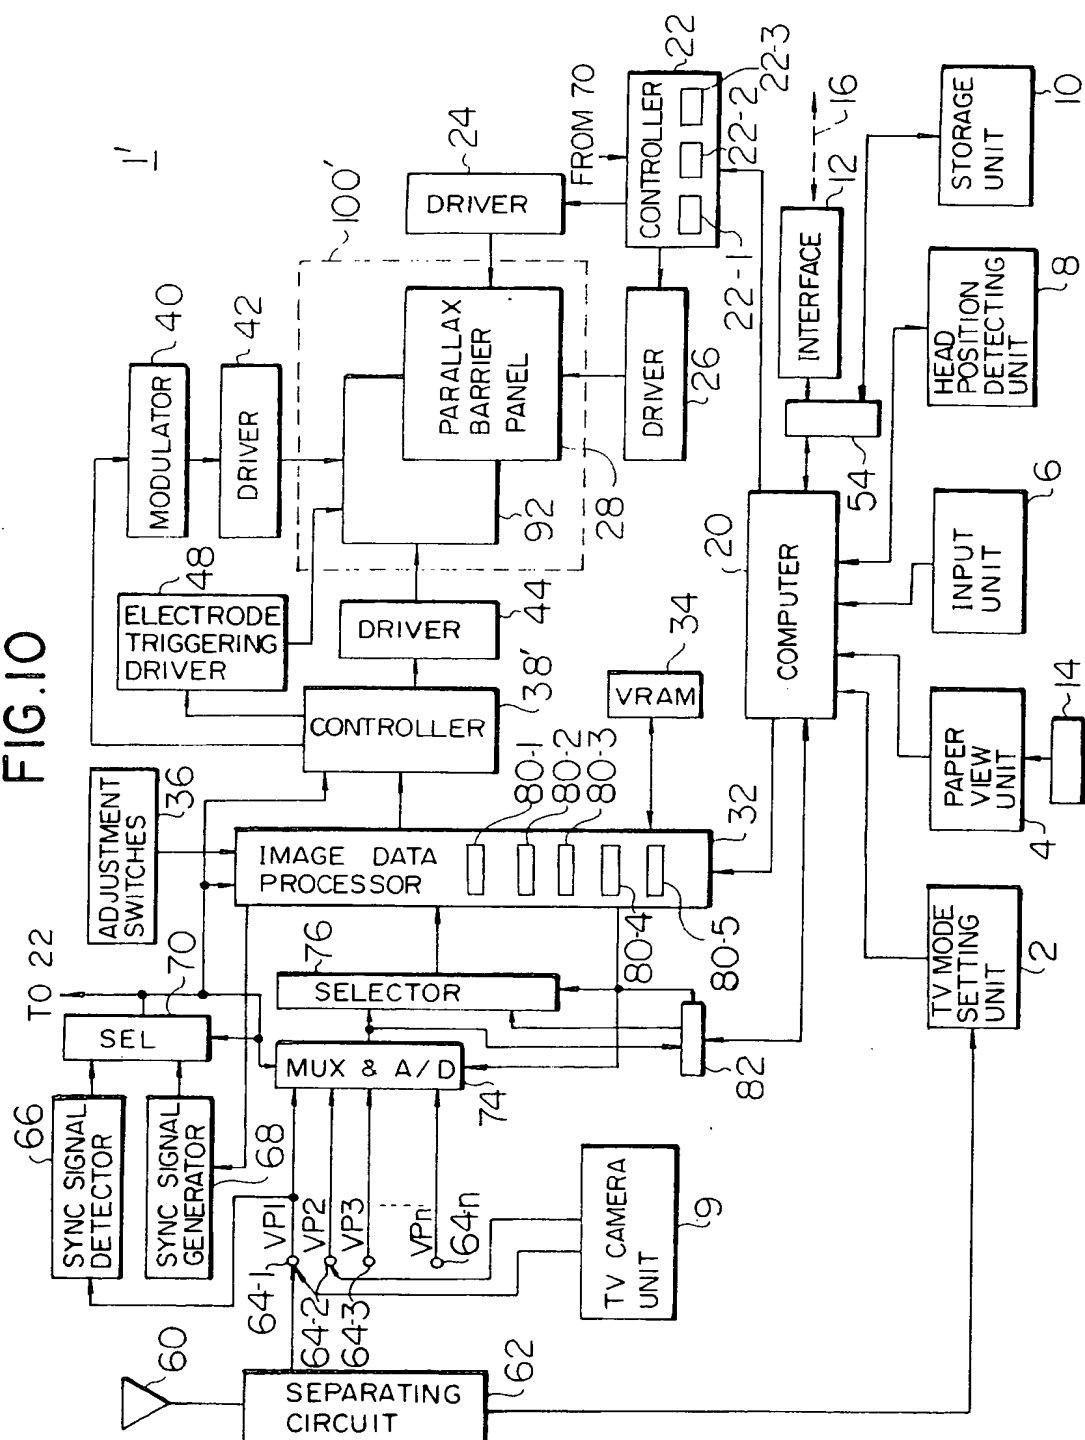 FIG.10
1'
ADJUSTMENT
SWITCHES
36
ELECTRODE
TRIGGERING
DRIVER
48
MODULATOR
40
DRIVER
42
100'
DRIVER
24
FROM 70
CONTROLLER
22
22-1
22-2
22-3
PARALLAX
BARRIER
PANEL
92
28
DRIVER
26
DRIVER
44
CONTROLLER
38'
VRAM
34
IMAGE DATA
PROCESSOR
80-1
80-2
80-3
80-4
80-5
32
TO 22
70
SEL
76
SELECTOR
MUX & A/D
74
82
66
SYNC SIGNAL
DETECTOR
SYNC SIGNAL
GENERATOR
68
VP1
VP2
VP3
VPn
64-1
64-2
64-3
64-n
60
SEPARATING
CIRCUIT
62
TV CAMERA
UNIT
9
20
COMPUTER
54
INTERFACE
12
16
TV MODE
SETTING
UNIT
2
PAPER
VIEW
UNIT
4
14
INPUT
UNIT
6
HEAD
POSITION
DETECTING
UNIT
8
STORAGE
UNIT
10